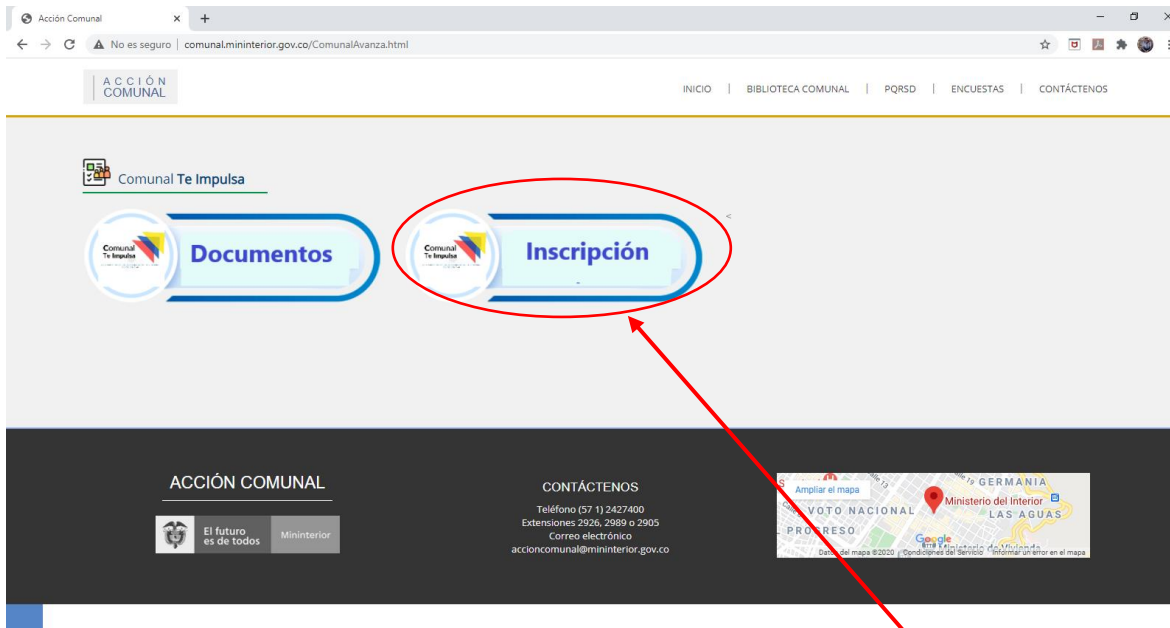 Acción Comunal
No es seguro | comunal.mininterior.gov.co/ComunalAvanza.html
ACCIÓN
COMUNAL
INICIO | BIBLIOTECA COMUNAL | PQRSD | ENCUESTAS | CONTÁCTENOS
Comunal Te Impulsa
Comunal
Te Impulsa
Documentos
Comunal
Te Impulsa
Inscripción
<
ACCIÓN COMUNAL
El futuro
es de todos
Mininterior
CONTÁCTENOS
Teléfono (57 1) 2427400
Extensiones 2926, 2989 o 2905
Correo electrónico
accioncomunal@mininterior.gov.co
Ampliar el mapa
GERMANIA
Ministerio del Interior
VOTO NACIONAL
LAS AGUAS
PROGRESO
Google
Datos del mapa ©2020
Condiciones del Servicio
Informar un error en el mapa